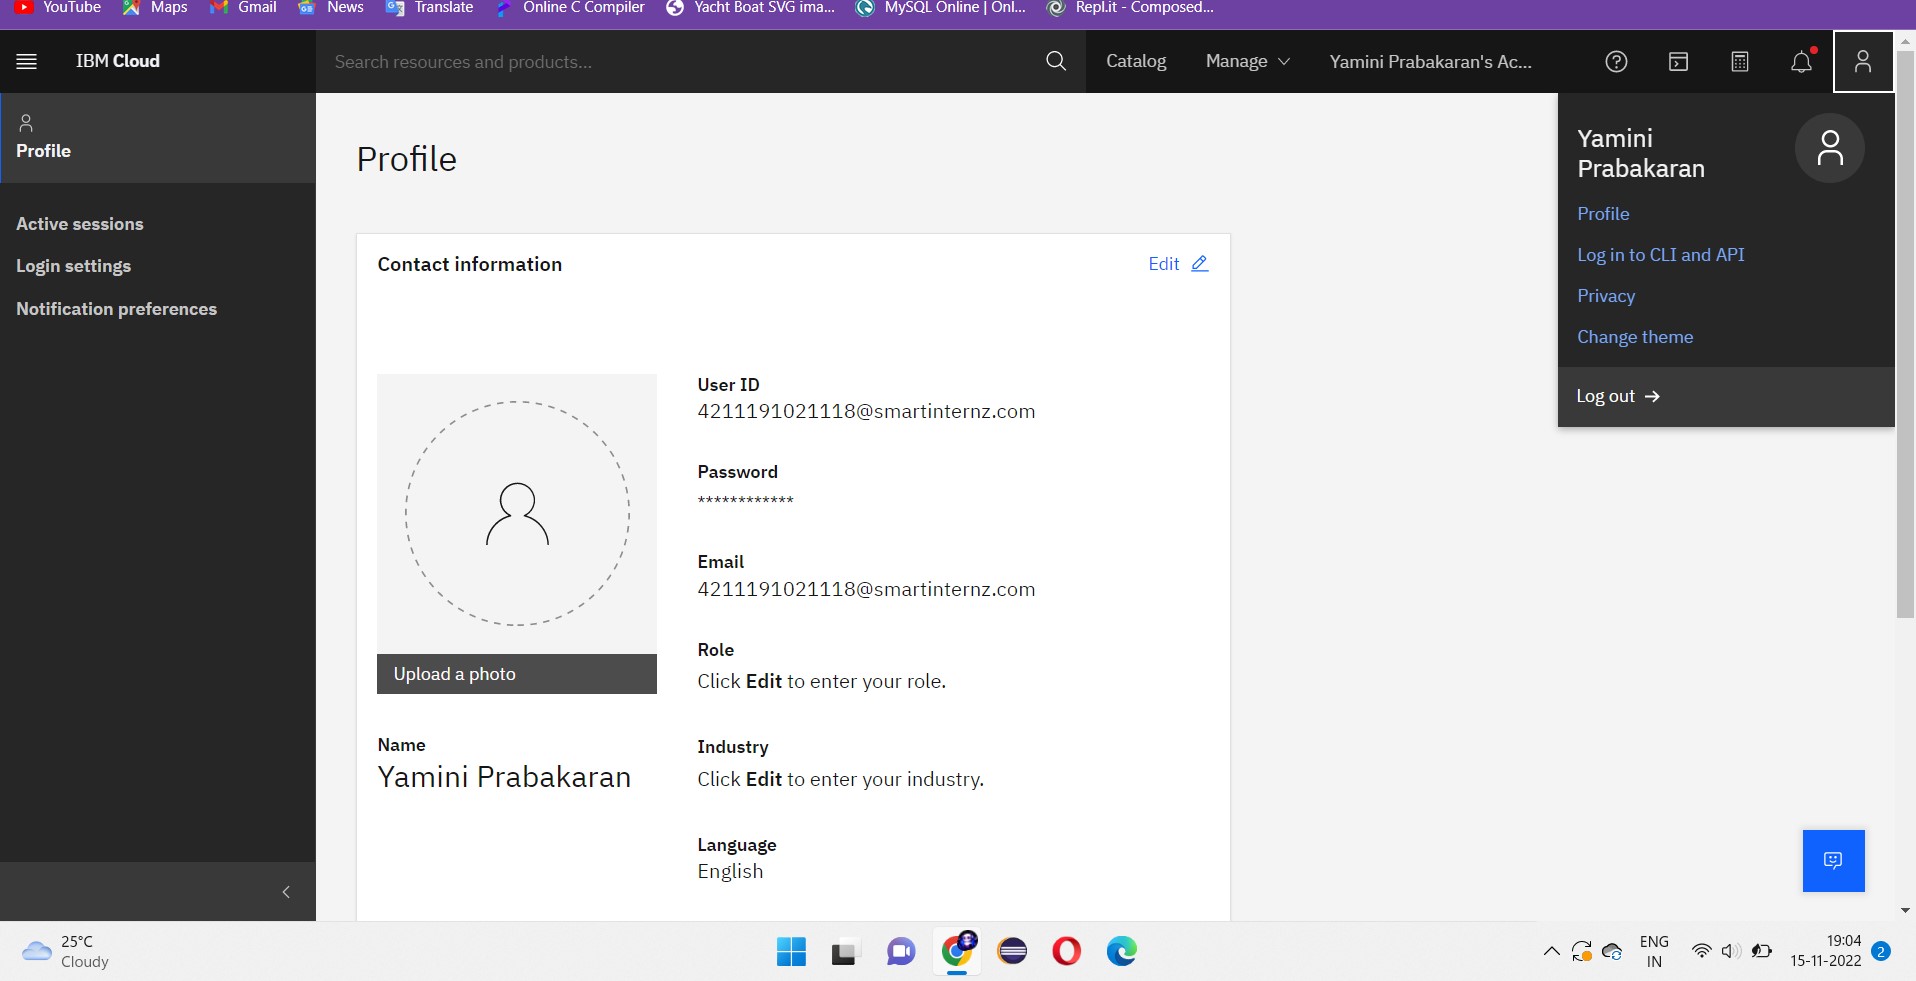 YouTube Maps Gmail News Translate Online C Compiler Yacht Boat SVG ima... MySQL Online | Onl... Repl.it - Composed...
IBM Cloud Search resources and products... Catalog Manage Yamini Prabakaran's Ac...
Profile
Active sessions
Login settings
Notification preferences
Profile
Contact information Edit
Upload a photo
Name
Yamini Prabakaran
User ID
4211191021118@smartinternz.com
Password
************
Email
4211191021118@smartinternz.com
Role
Click Edit to enter your role.
Industry
Click Edit to enter your industry.
Language
English
Yamini
Prabakaran
Profile
Log in to CLI and API
Privacy
Change theme
Log out →
25°C
Cloudy
ENG
IN
19:04
15-11-2022
2